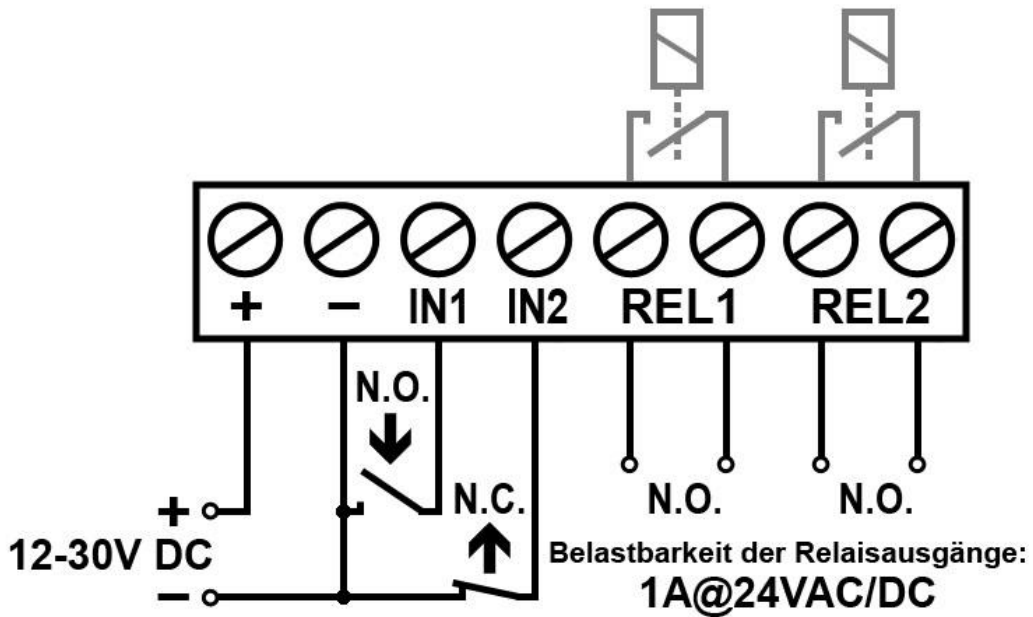 + − IN1 IN2 REL1 REL2
N.O.
N.C.
N.O. N.O.
+
12-30V DC
−
Belastbarkeit der Relaisausgänge:
1A@24VAC/DC